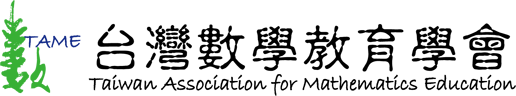 TAME
台灣數學教育學會
Taiwan Association for Mathematics Education